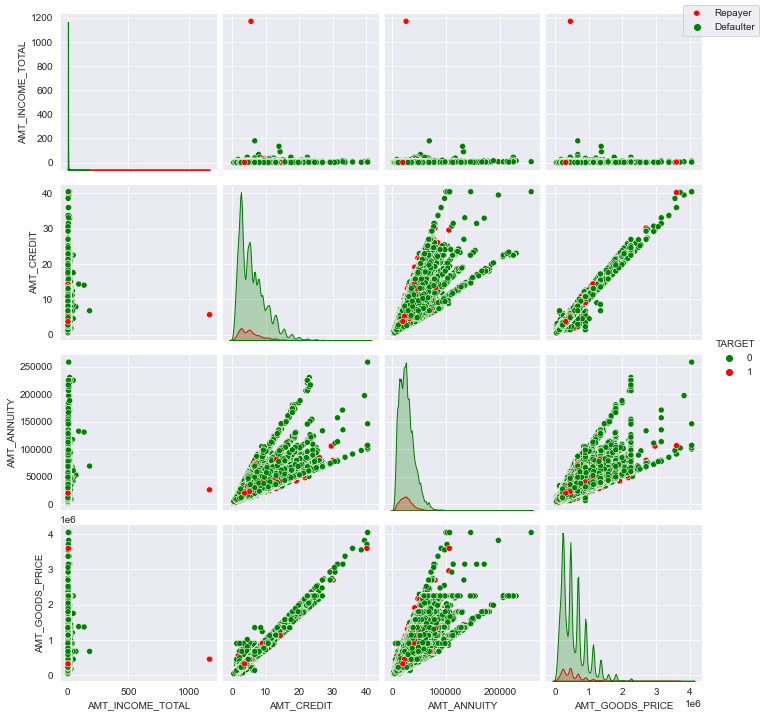 Repayer
Defaulter
1200
1000
800
600
400
200
0
AMT_INCOME_TOTAL
40
30
20
10
0
AMT_CREDIT
TARGET
0
1
250000
200000
150000
100000
50000
0
AMT_ANNUITY
1e6
4
3
2
1
0
AMT_GOODS_PRICE
0 500
0 10 20 30 40
0 100000 200000
0 1 2 3 4
1e6
AMT_INCOME_TOTAL
AMT_CREDIT
AMT_ANNUITY
AMT_GOODS_PRICE